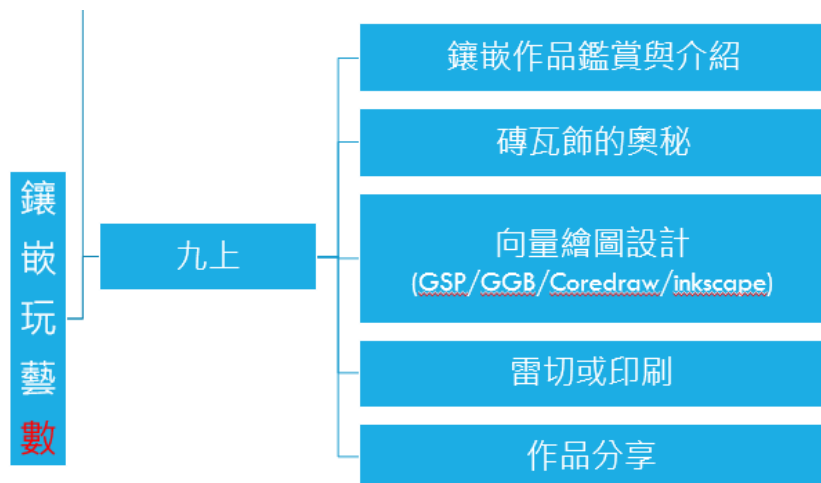 鑲嵌玩藝數
九上
鑲嵌作品鑑賞與介紹
磚瓦飾的奧秘
向量繪圖設計
(GSP/GGB/Coredraw/inkscape)
雷切或印刷
作品分享